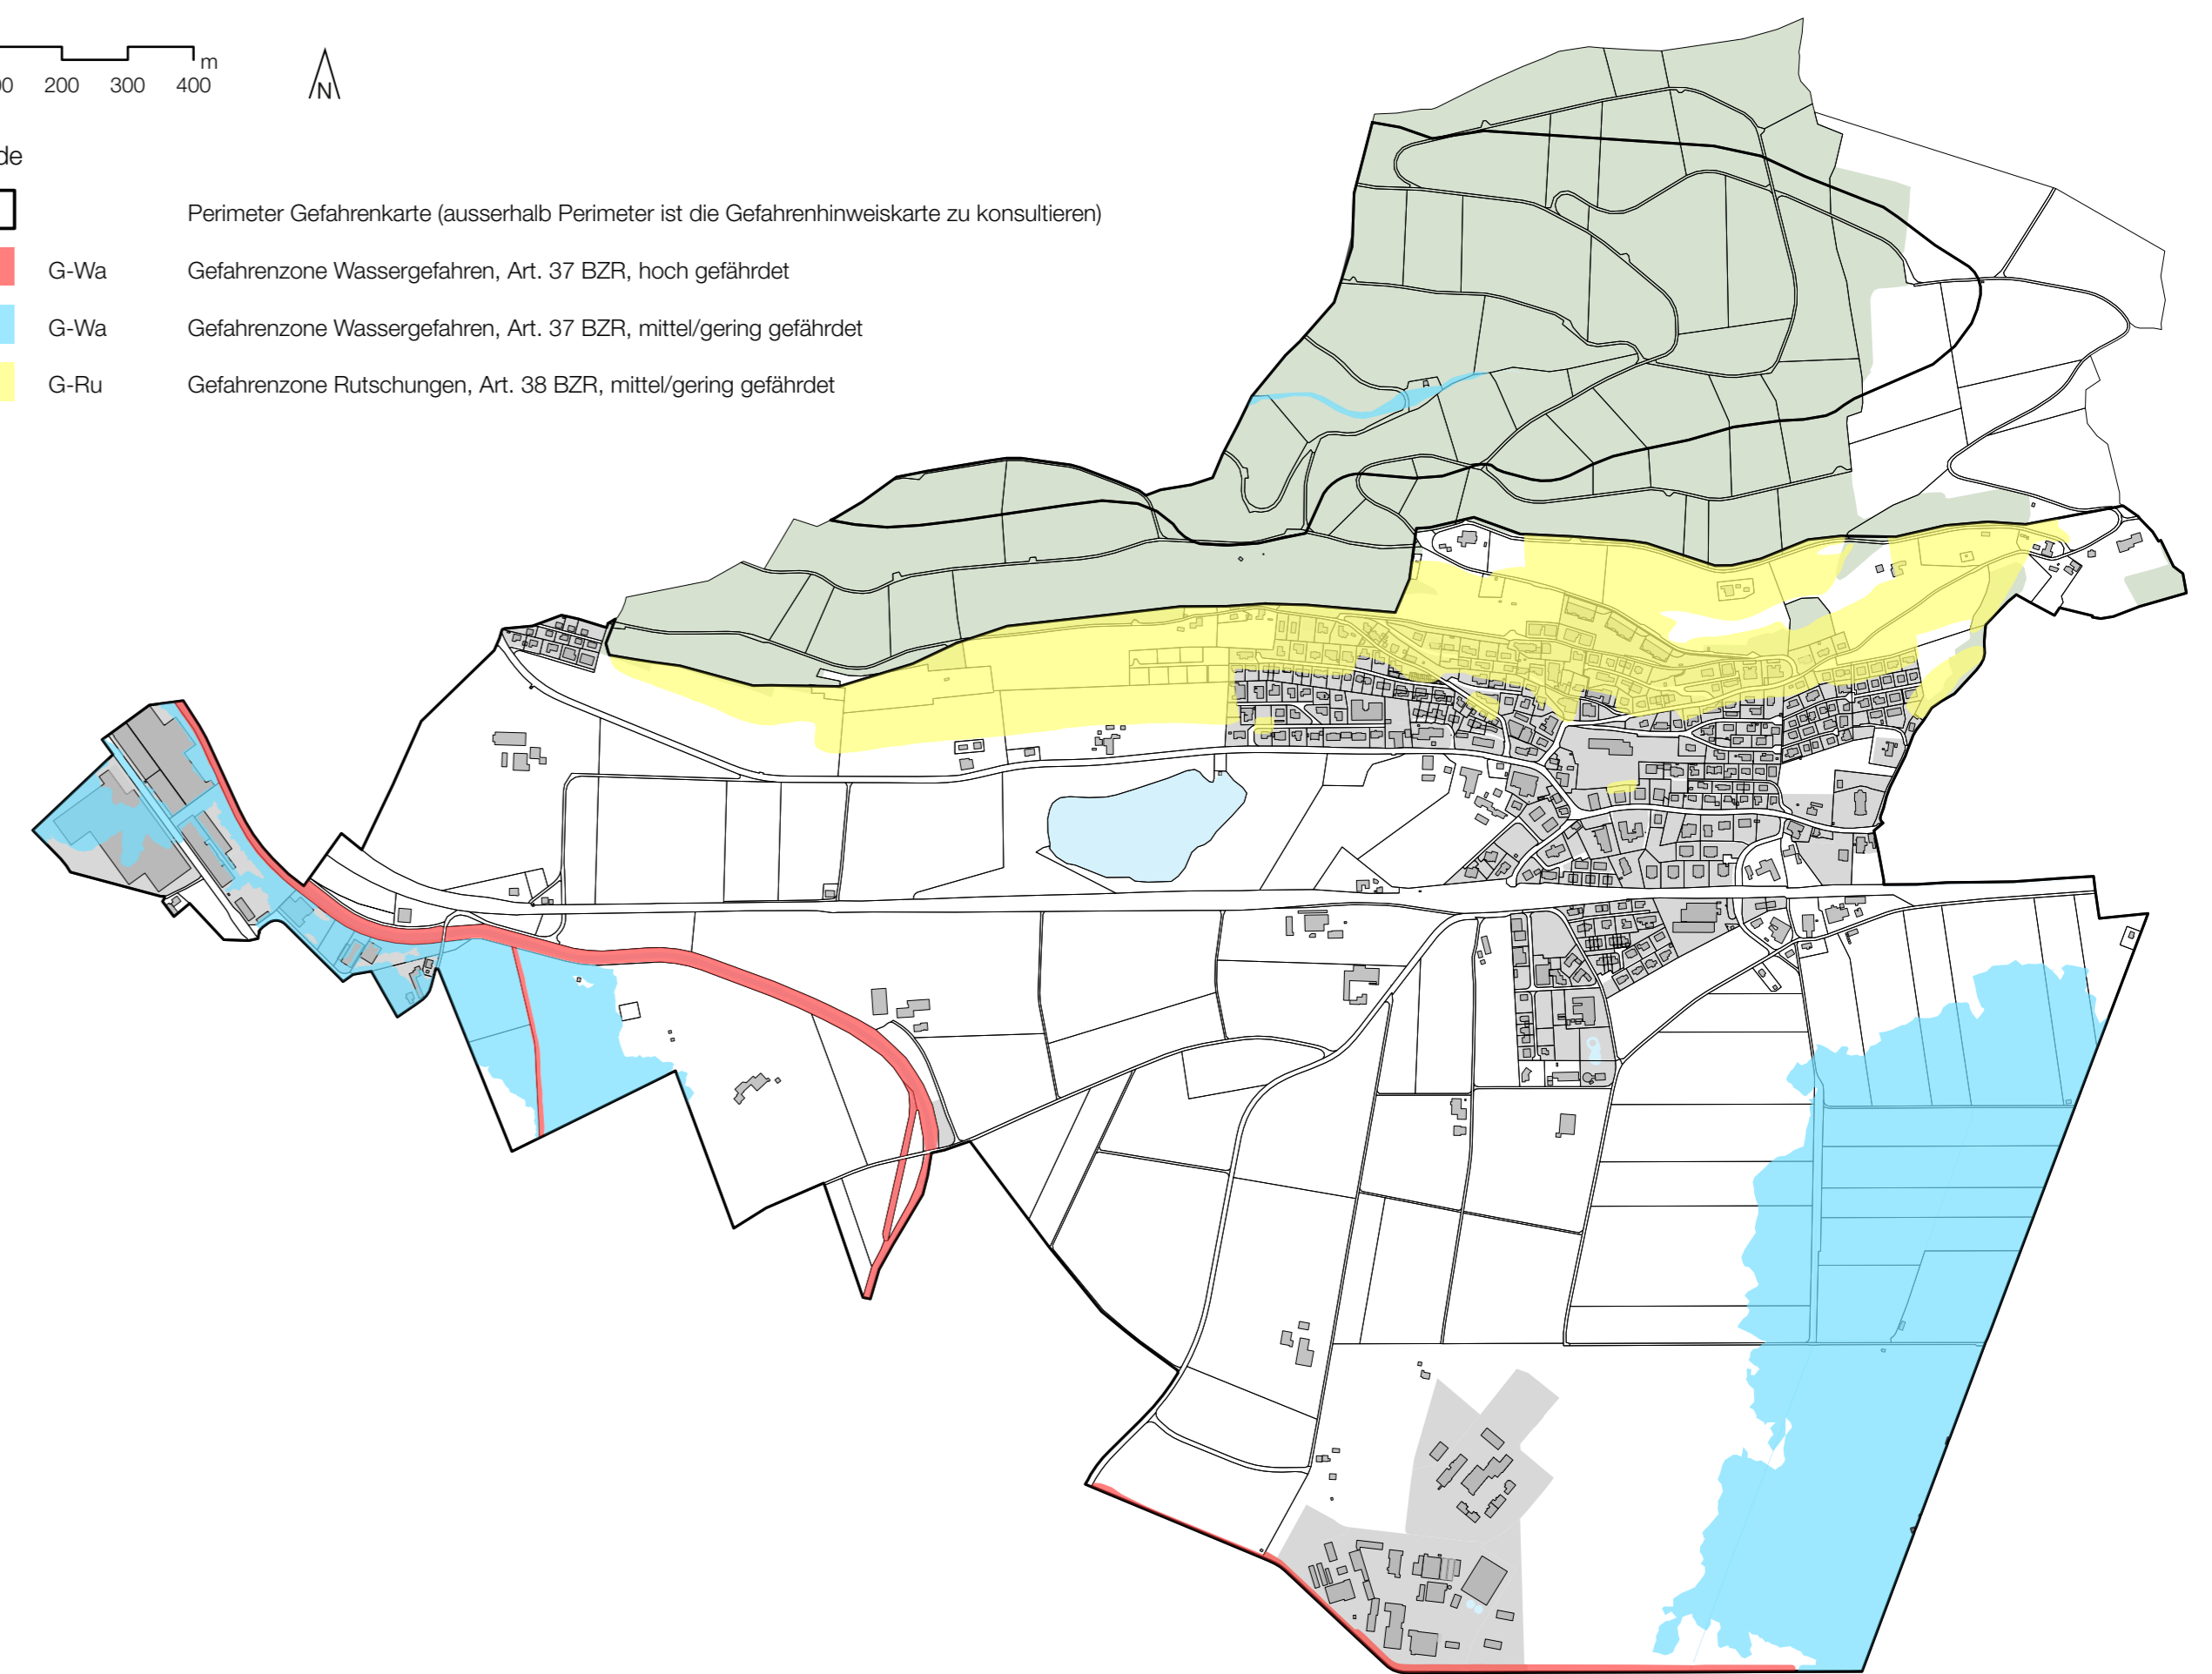 m
200 300 400
N
Perimeter Gefahrenkarte (ausserhalb Perimeter ist die Gefahrenhinweiskarte zu konsultieren)
G-Wa Gefahrenzone Wassergefahren, Art. 37 BZR, hoch gefährdet
G-Wa Gefahrenzone Wassergefahren, Art. 37 BZR, mittel/gering gefährdet
G-Ru Gefahrenzone Rutschungen, Art. 38 BZR, mittel/gering gefährdet